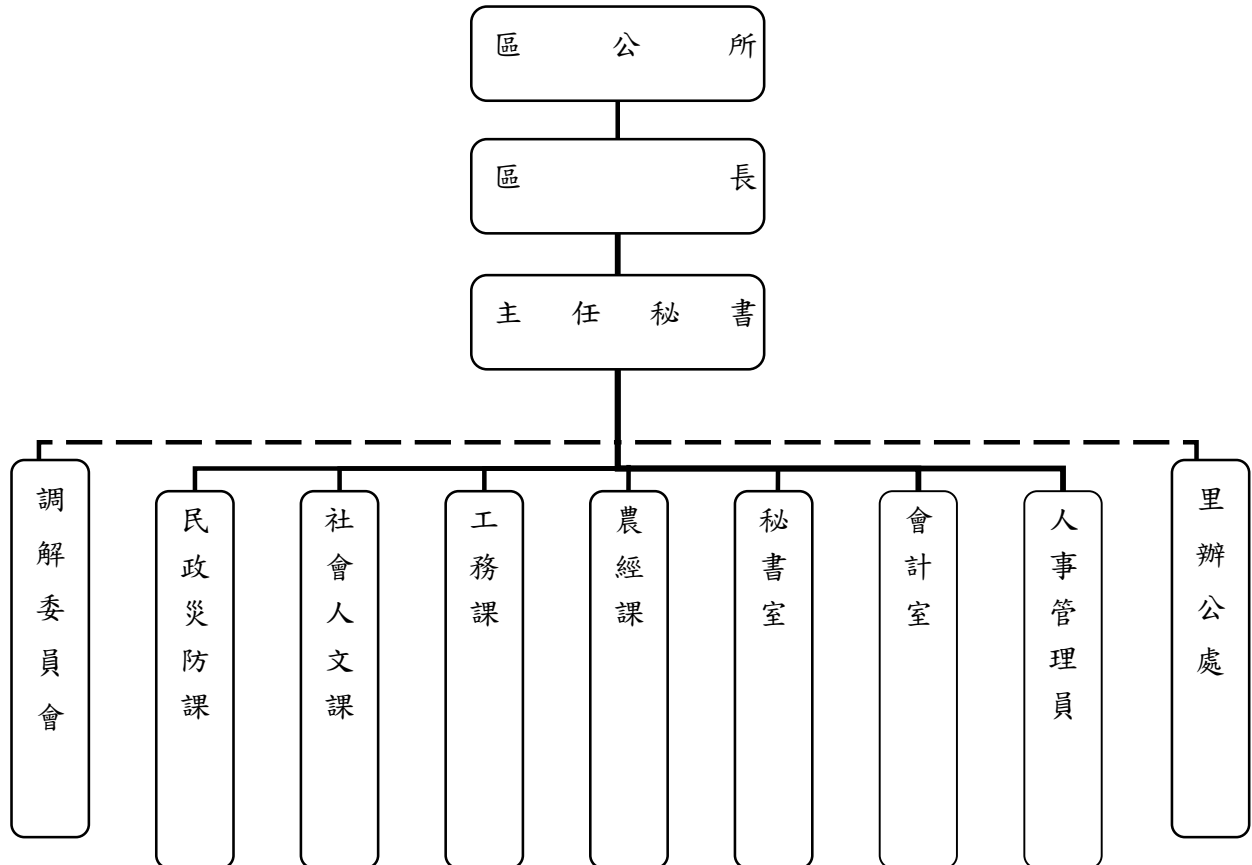 區公所
區長
主任秘書
調解委員會
民政災防課
社會人文課
工務課
農經課
秘書室
會計室
人事管理員
里辦公處